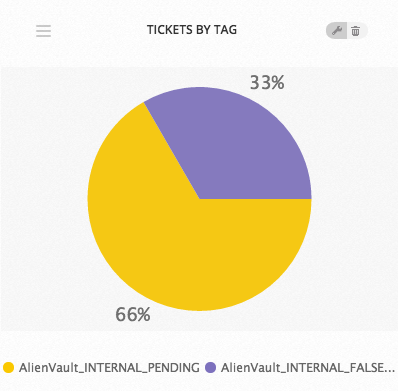 TICKETS BY TAG
33%
66%
AlienVault_INTERNAL_PENDING
AlienVault_INTERNAL_FALSE...